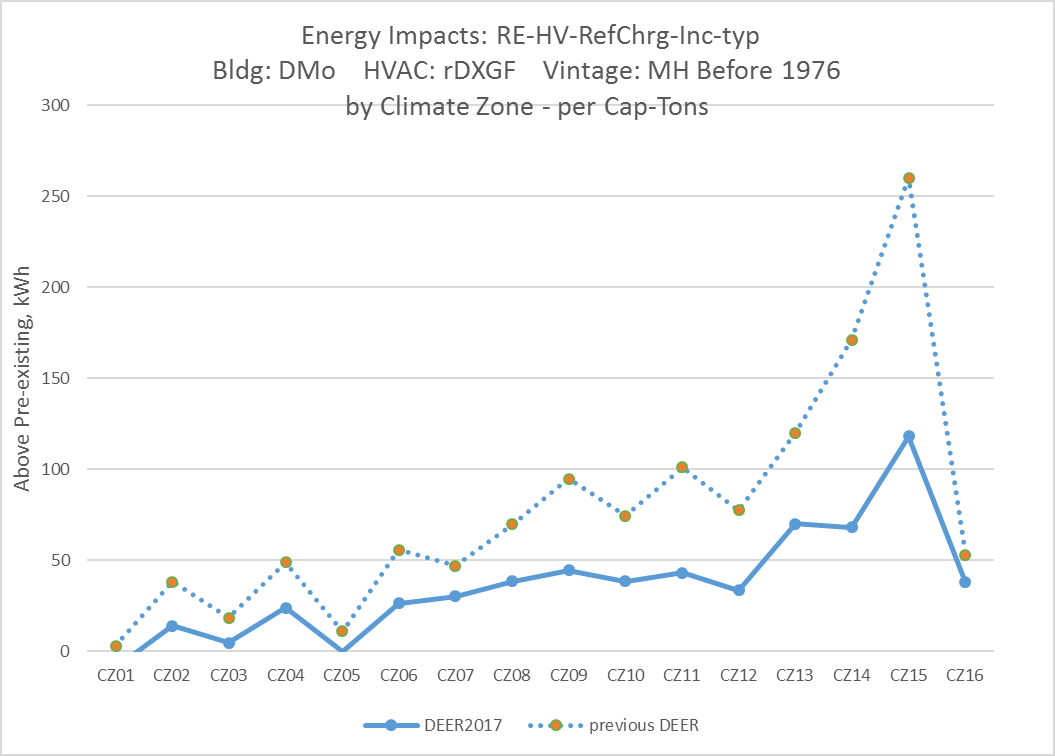 Energy Impacts: RE-HV-RefChrg-Inc-typ
Bldg: DMo    HVAC: rDXGF    Vintage: MH Before 1976
by Climate Zone - per Cap-Tons
300
250
200
150
100
50
0
Above Pre-existing, kWh
CZ01 CZ02 CZ03 CZ04 CZ05 CZ06 CZ07 CZ08 CZ09 CZ10 CZ11 CZ12 CZ13 CZ14 CZ15 CZ16
DEER2017 previous DEER